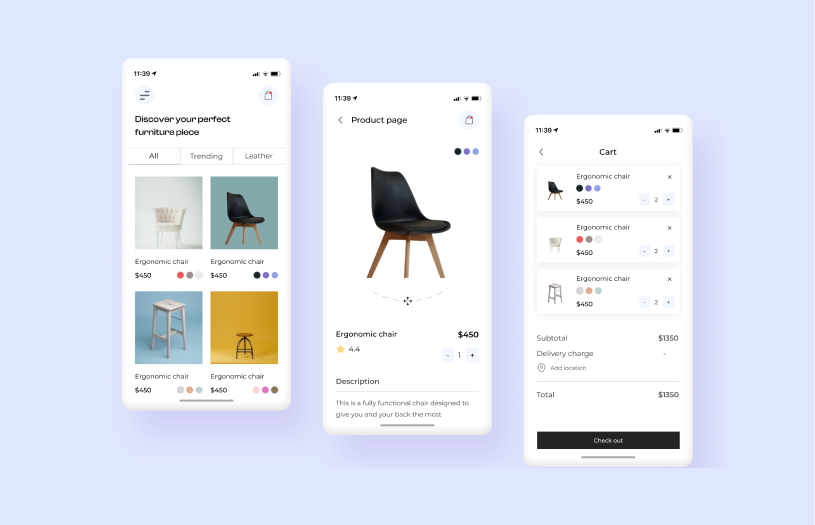 11:39
Discover your perfect
furniture piece
All
Trending
Leather
Ergonomic chair
$450
Ergonomic chair
$450
Ergonomic chair
$450
Ergonomic chair
$450
11:39
Product page
Ergonomic chair
$450
4.4
- 1 +
Description
This is a fully functional chair designed to
give you and your back the most
11:39
Cart
Ergonomic chair ×
$450
- 2 +
Ergonomic chair ×
$450
- 2 +
Ergonomic chair ×
$450
- 2 +
Subtotal $1350
Delivery charge -
Add location
Total $1350
Check out